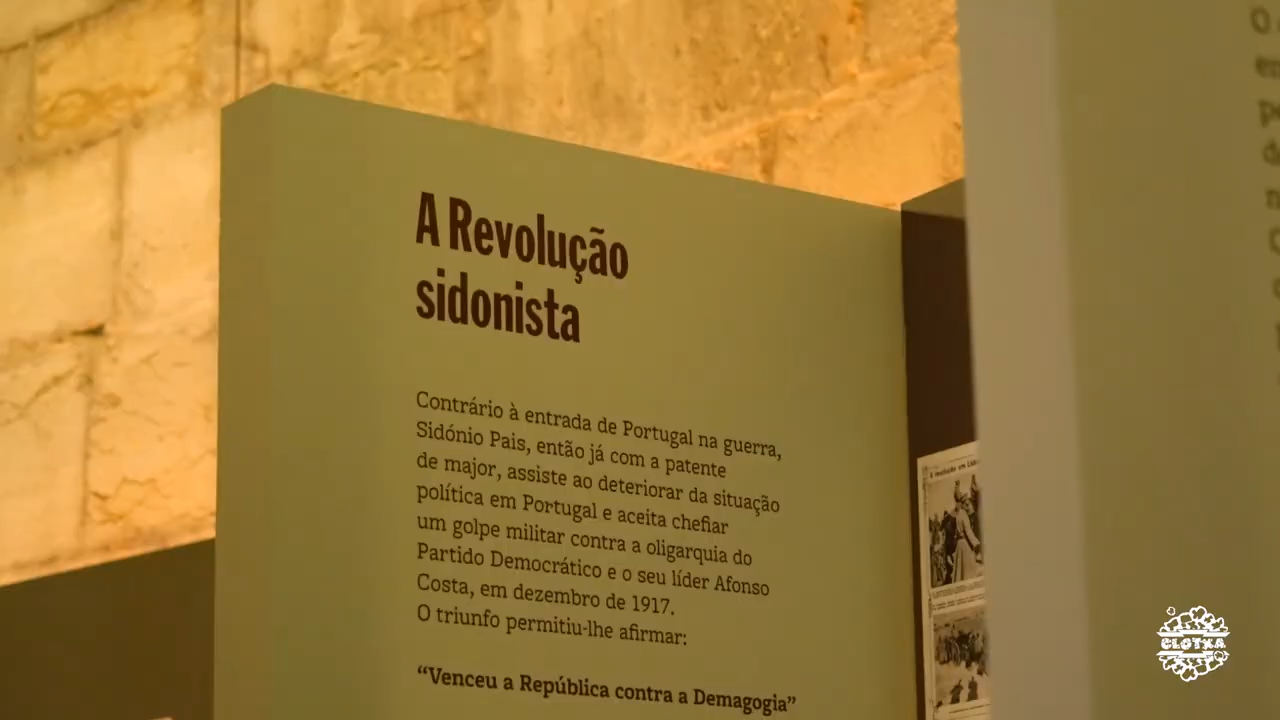 A Revolução
sidonista
Contrário à entrada de Portugal na guerra,
Sidónio Pais, então já com a patente
de major, assiste ao deteriorar da situação
política em Portugal e aceita chefiar
um golpe militar contra a oligarquia do
Partido Democrático e o seu líder Afonso
Costa, em dezembro de 1917.
O triunfo permitiu-lhe afirmar:
“Venceu a República contra a Demagogia”
CLOTXA